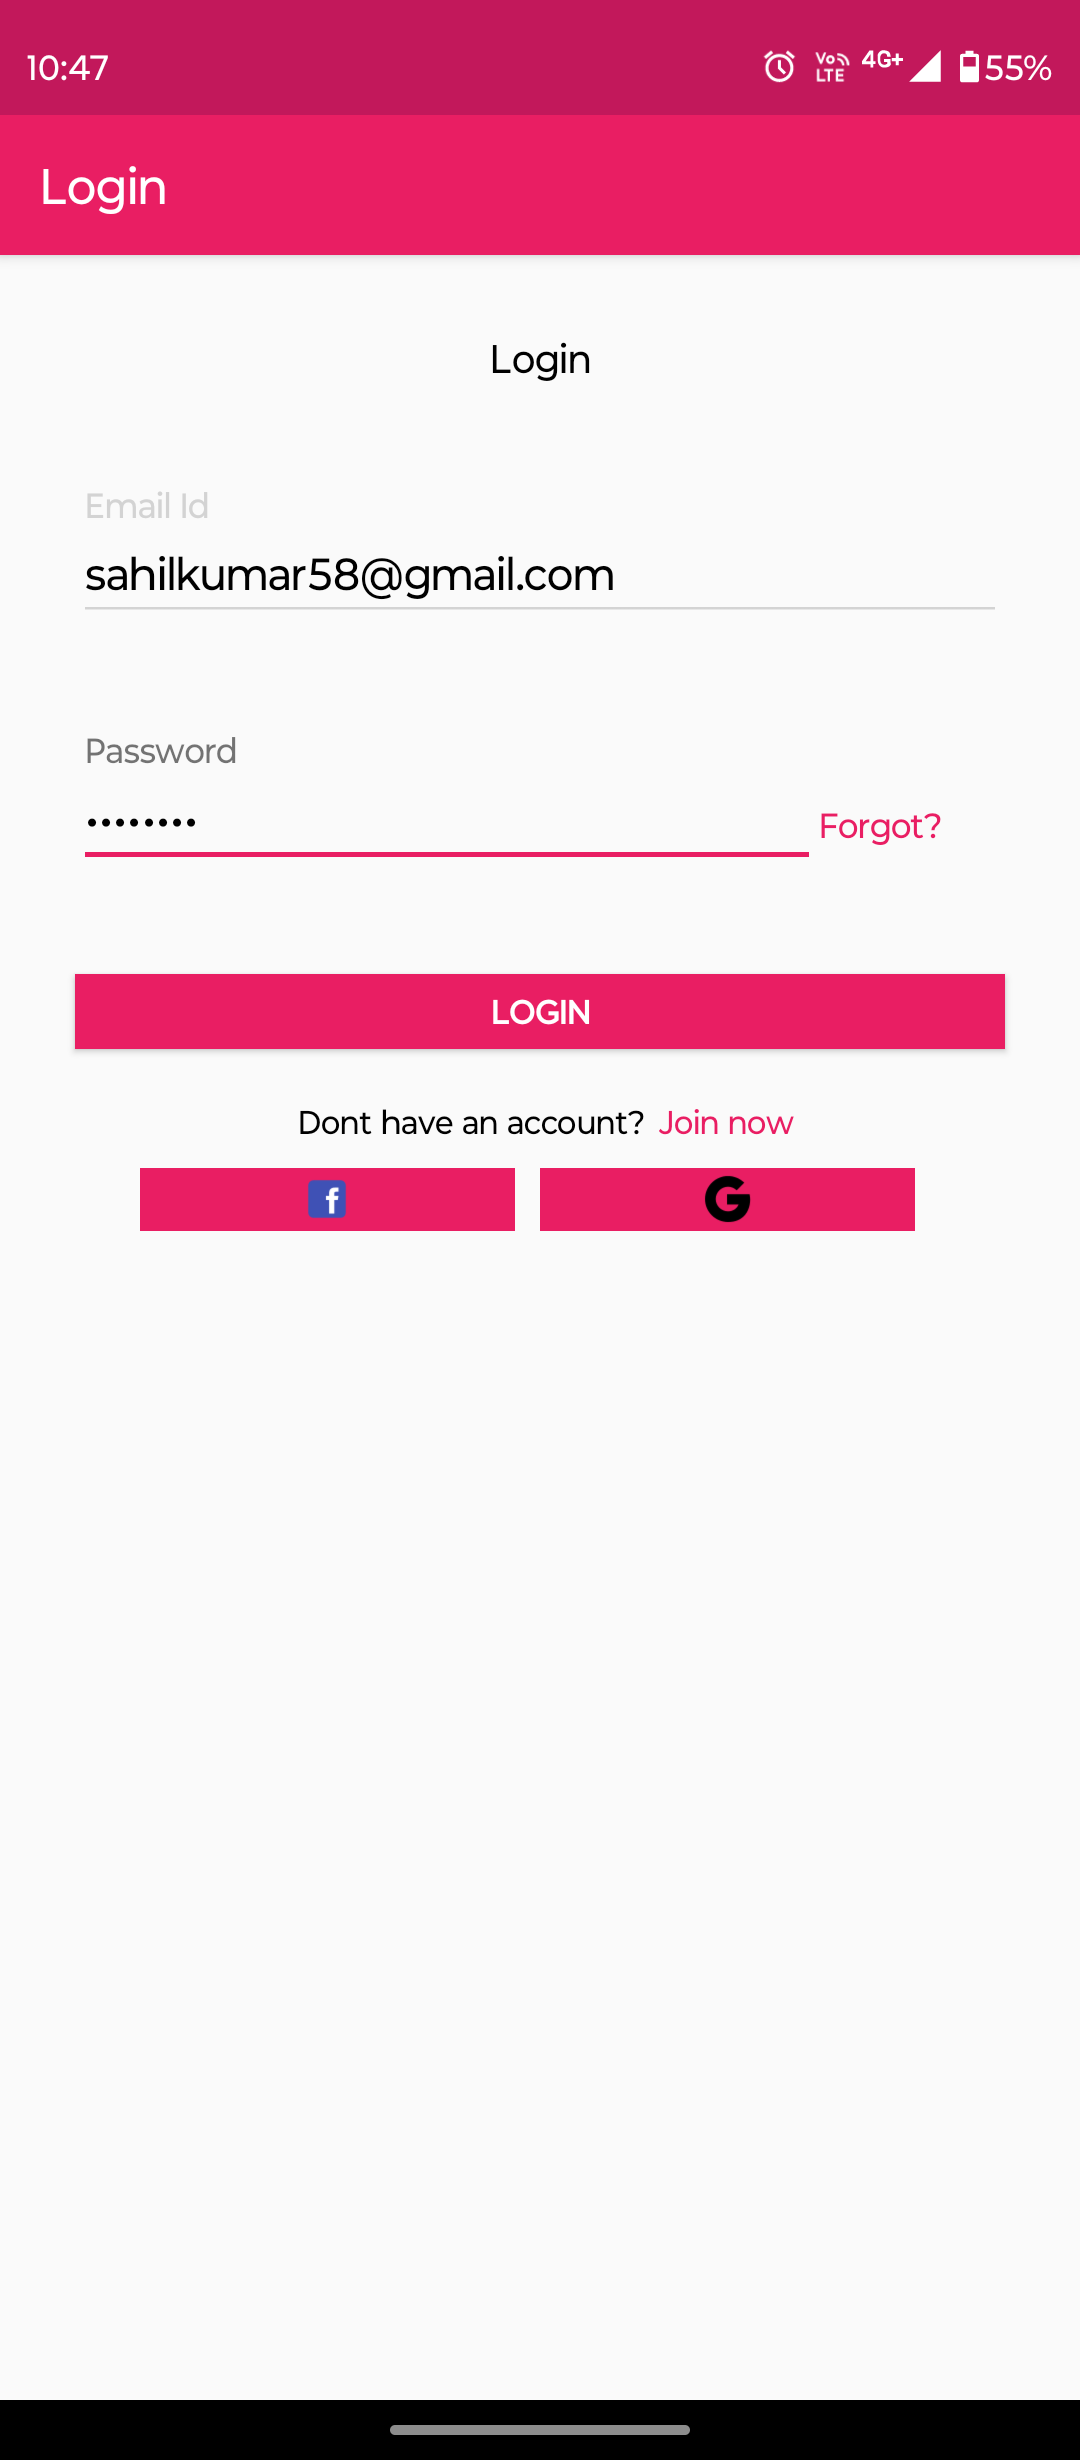 10:47 Vo LTE 4G+ 55%
Login
Login
Email Id
sahilkumar58@gmail.com
Password
•••••••• Forgot?
LOGIN
Dont have an account? Join now
f G